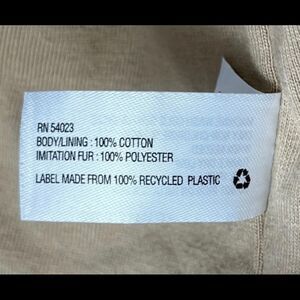 RN 54023
BODY/LINING : 100% COTTON
IMITATION FUR : 100% POLYESTER
LABEL MADE FROM 100% RECYCLED PLASTIC